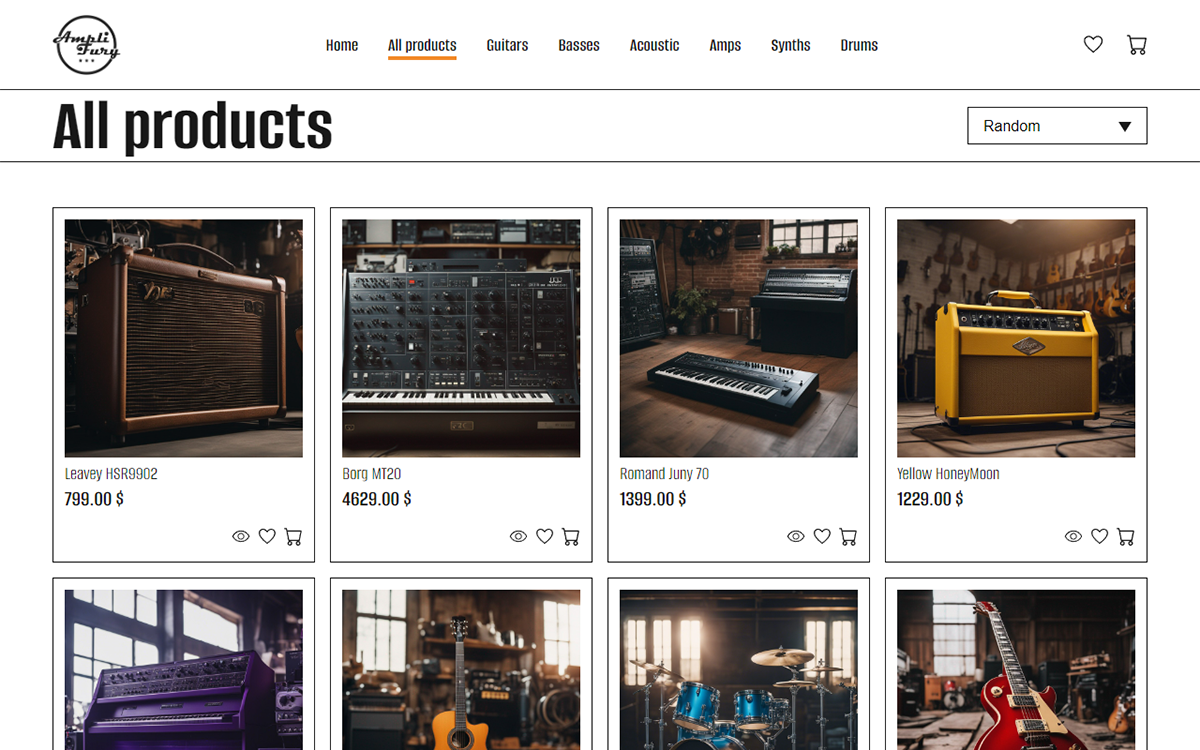 Ampli
Fury
Home All products Guitars Basses Acoustic Amps Synths Drums
All products
Random
Leavey HSR9902
799.00 $
Borg MT20
4629.00 $
Romand Juny 70
1399.00 $
Yellow HoneyMoon
1229.00 $